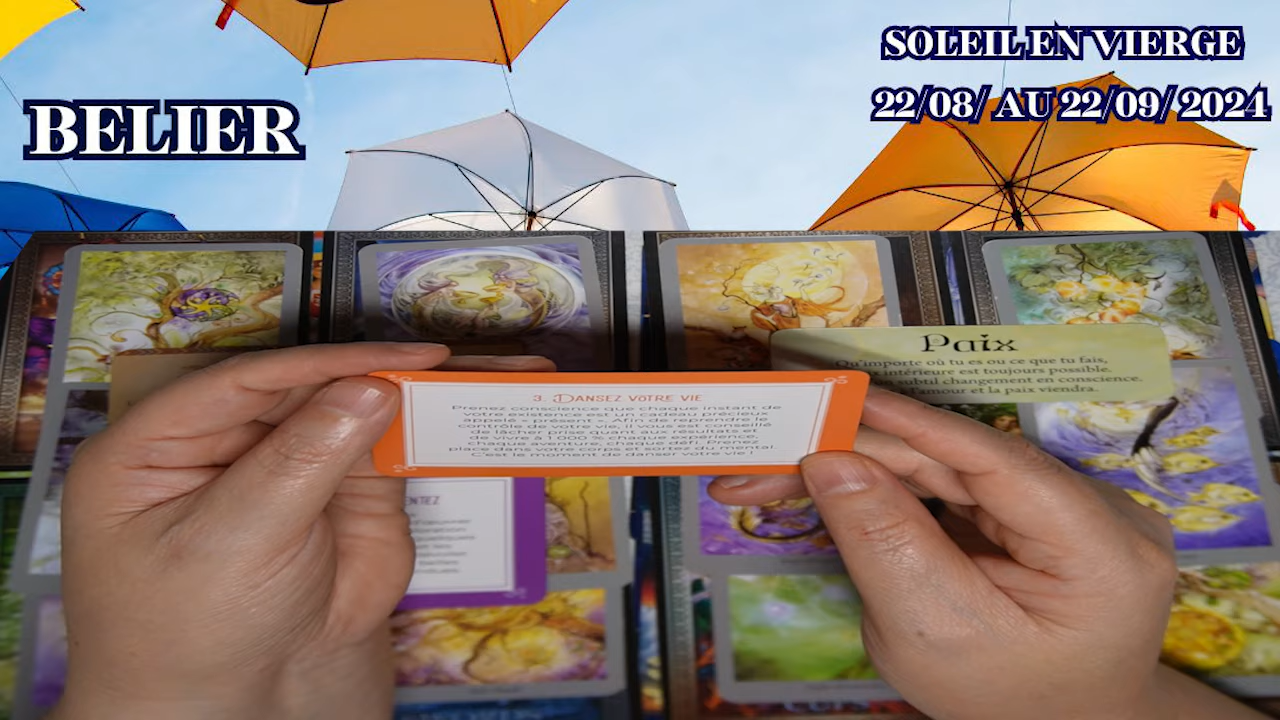 SOLEIL EN VIERGE
BELIER
22/08/ AU 22/09/ 2024
Paix
Qu'importe où tu es ou ce que tu fais,
intérieure est toujours possible.
subtil changement en conscience.
l'amour et la paix viendra.
3. DANSEZ VOTRE VIE
Prenez conscience que chaque instant de
votre existence est un cadeau précieux
appelé « présent ». Afin de reprendre le
contrôle de votre vie, il vous est conseillé
de lâcher prise quant aux résultats et
de vivre à 1 000 % chaque expérience,
chaque aventure, chaque défi. Prenez
place dans votre corps et sortez du mental.
C'est le moment de danser votre vie !